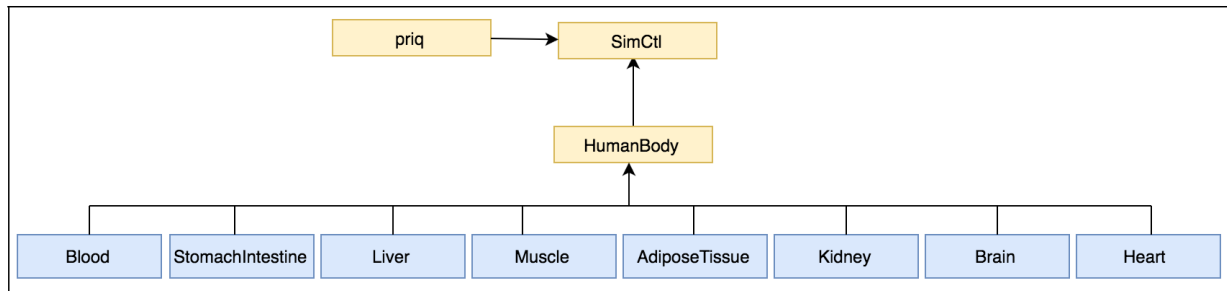 priq
SimCtl
HumanBody
Blood
StomachIntestine
Liver
Muscle
AdiposeTissue
Kidney
Brain
Heart